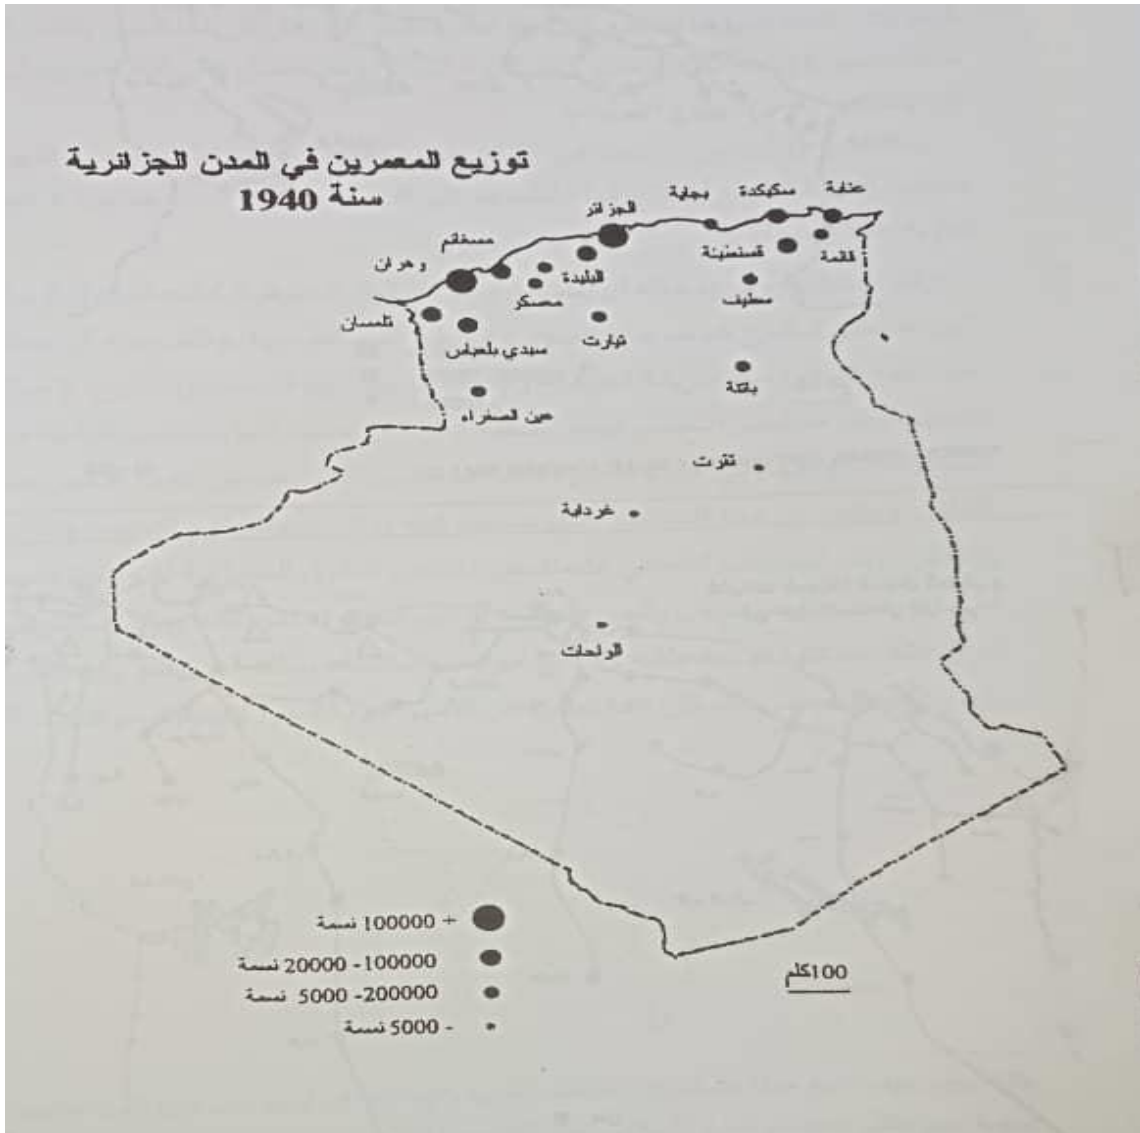 توزيع المعمرين في المدن الجزائرية
سنة 1940
عنابة
سكيكدة
بجاية
الجزائر
قالمة
قسنطينة
مستغانم
وهران
البليدة
معسكر
سطيف
تلمسان
تيارت
سيدي بلعباس
باتنة
عين الصفراء
تقرت
غرداية
الواحات
+ 100000 نسمة
20000 -100000 نسمة
5000 -200000 نسمة
- 5000 نسمة
100كلم